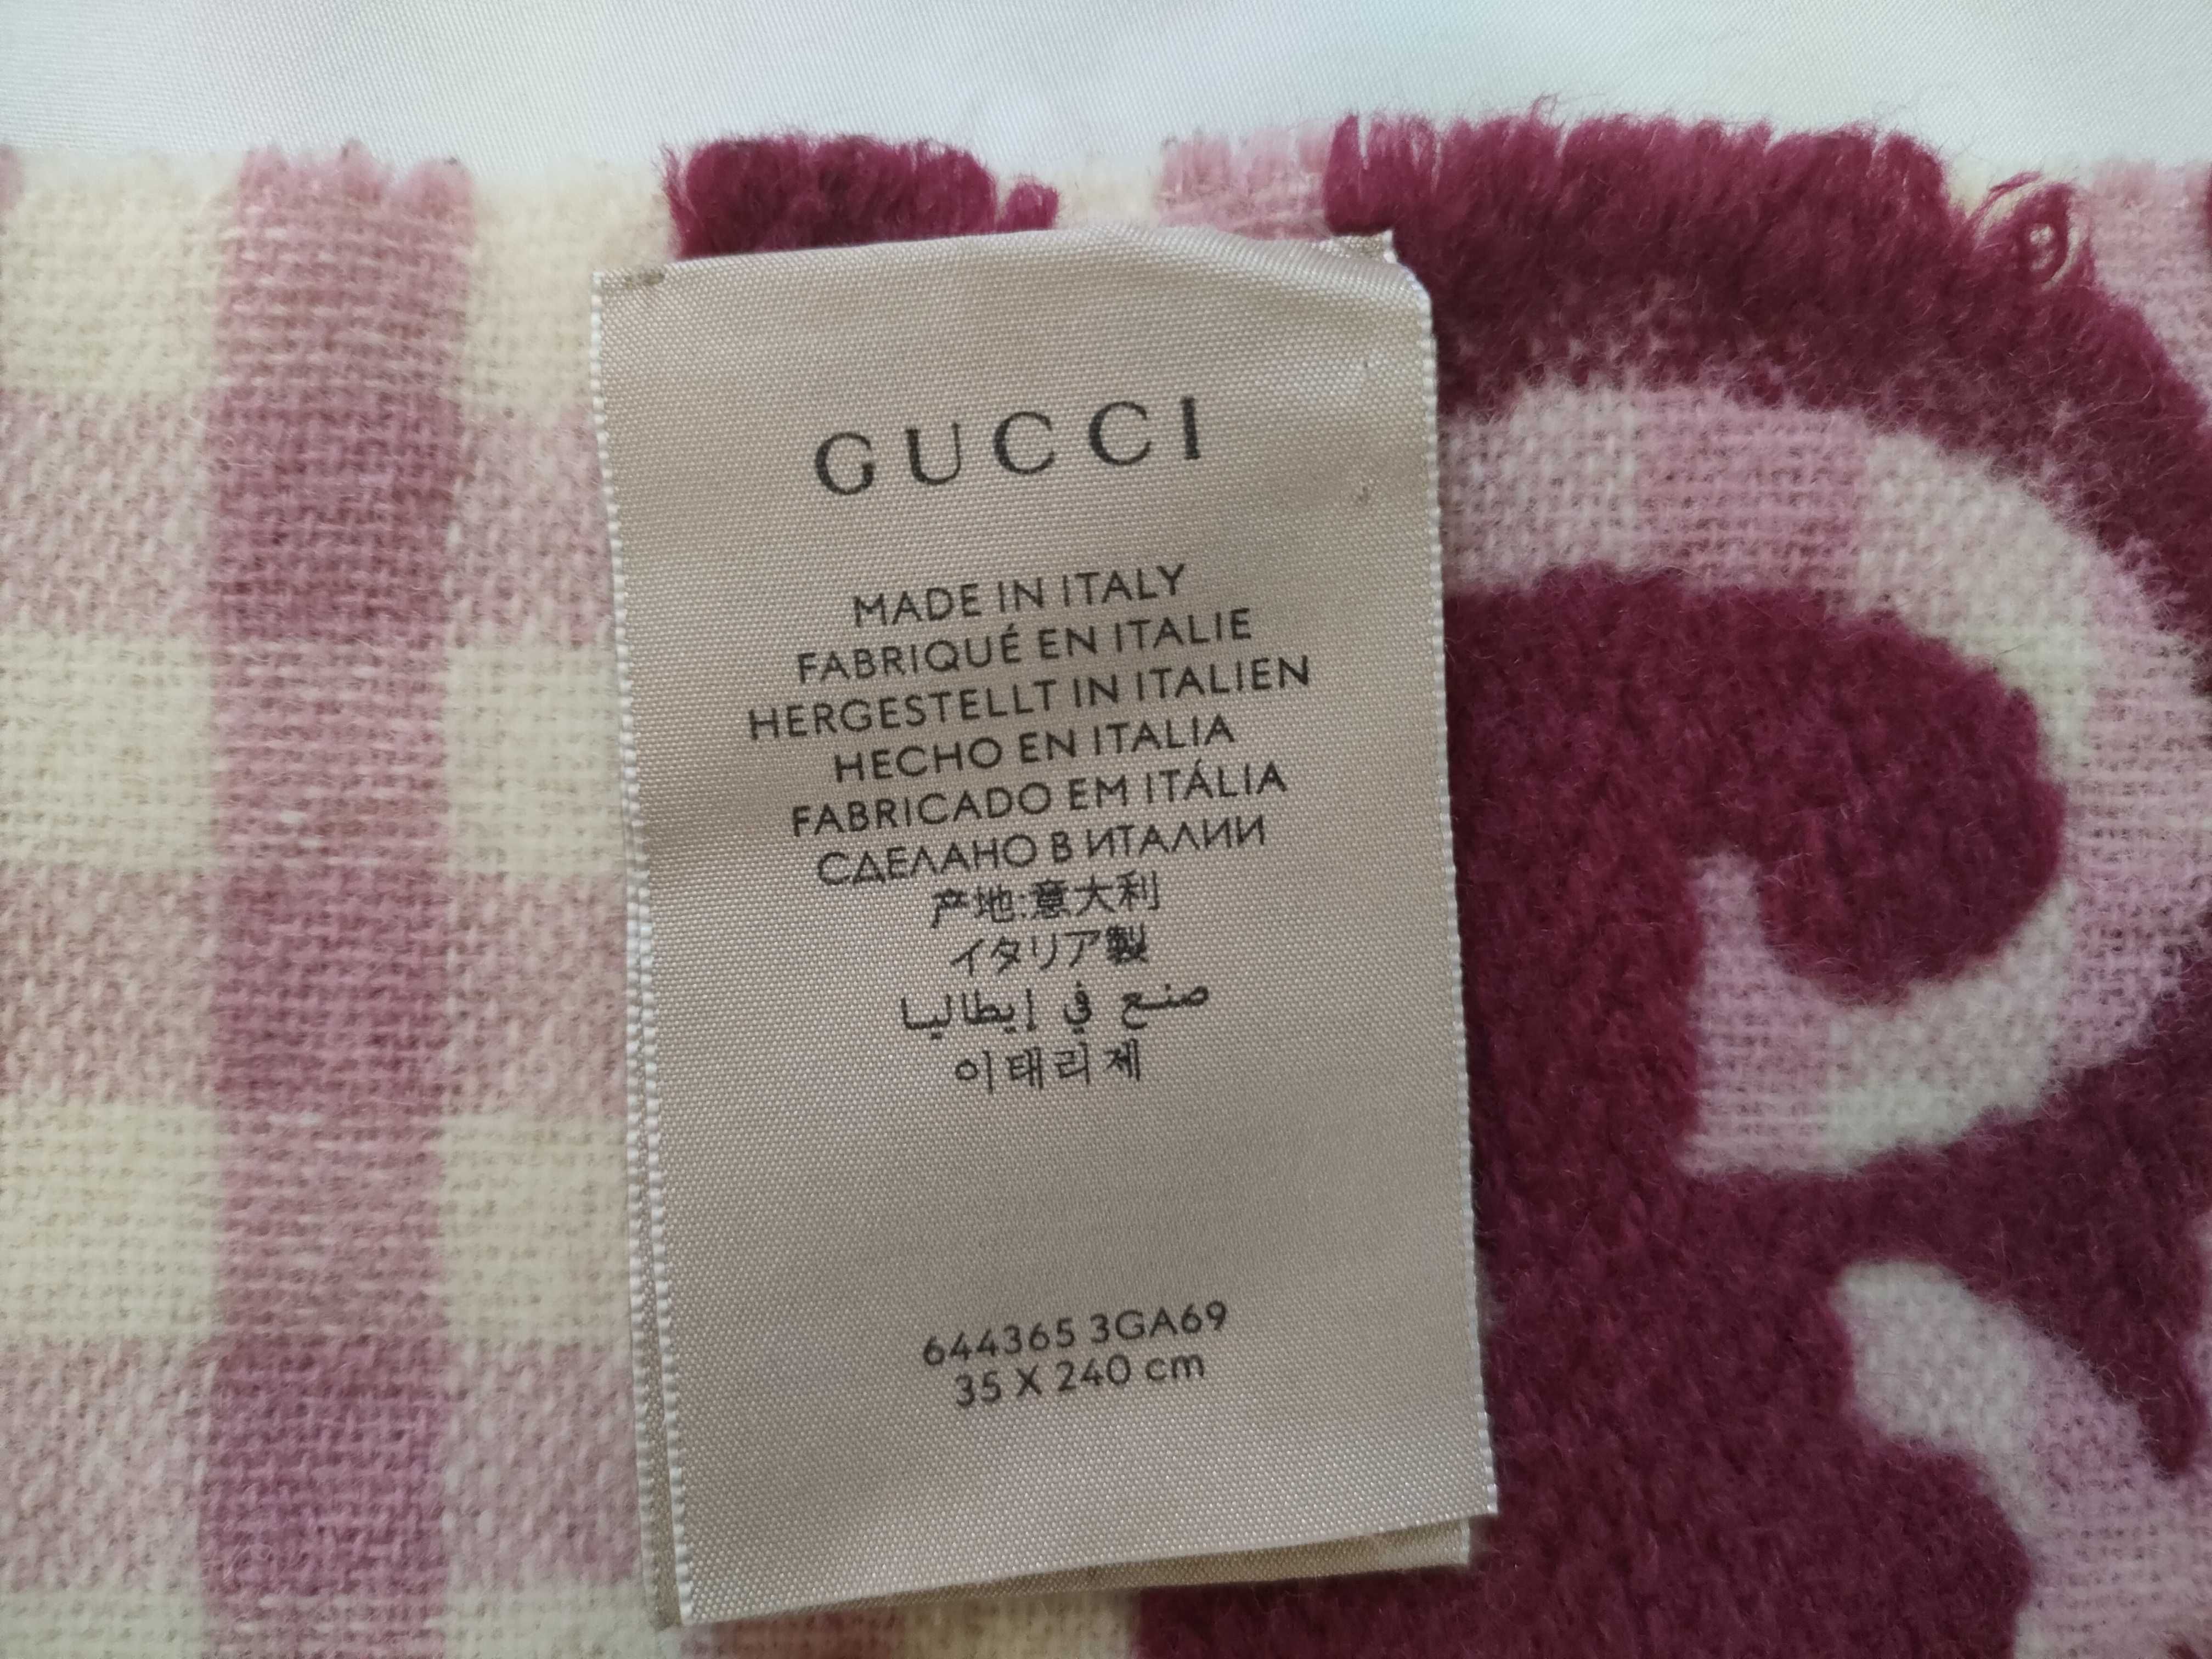 GUCCI
MADE IN ITALY
FABRIQUÉ EN ITALIE
HERGESTELLT IN ITALIEN
HECHO EN ITALIA
FABRICADO EM ITÁLIA
СДЕЛАНО В ИТАЛИИ
产地:意大利
イタリア製
صنع في إيطاليا
이태리제
644365 3GA69
35 X 240 cm